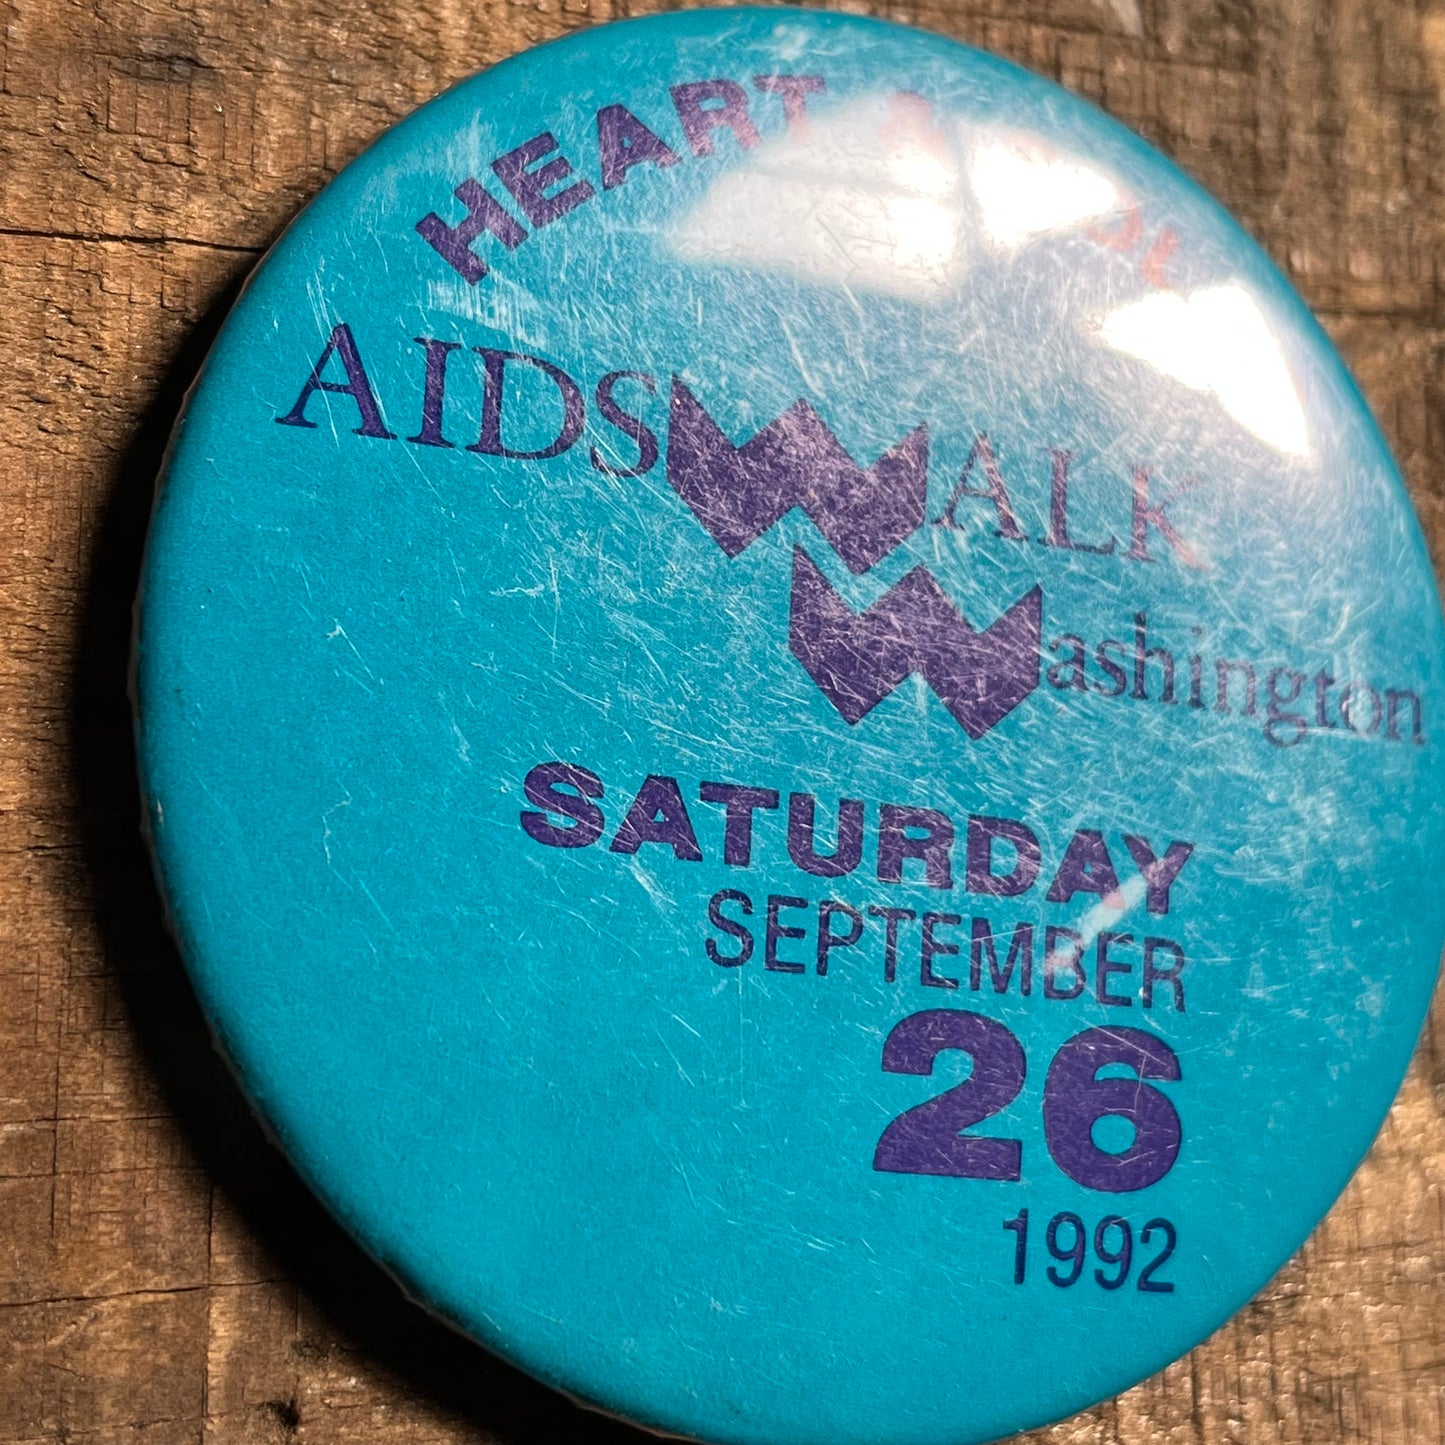 HEART &
AIDSWALK
Washington
SATURDAY
SEPTEMBER
26
1992